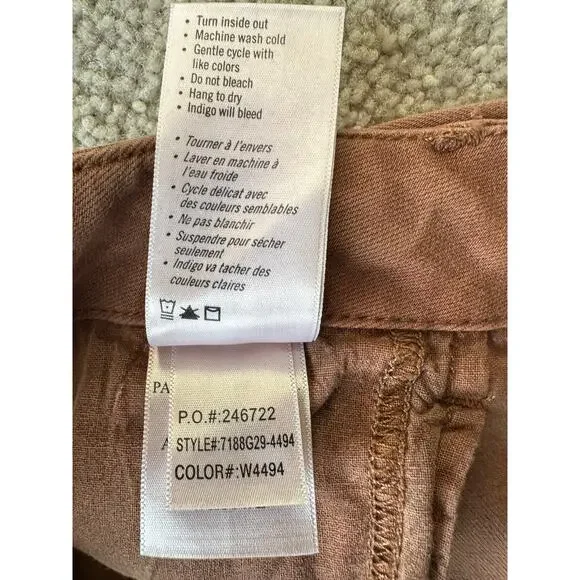 • Turn inside out
• Machine wash cold
• Gentle cycle with
like colors
• Do not bleach
• Hang to dry
• Indigo will bleed
• Tourner à l'envers
• Laver en machine à
l'eau froide
• Cycle délicat avec
des couleurs semblables
• Ne pas blanchir
• Suspendre pour sécher
seulement
• Indigo va tacher des
couleurs claires
PA
P.O.#:246722
A
STYLE#:7188G29-4494
COLOR#:W4494